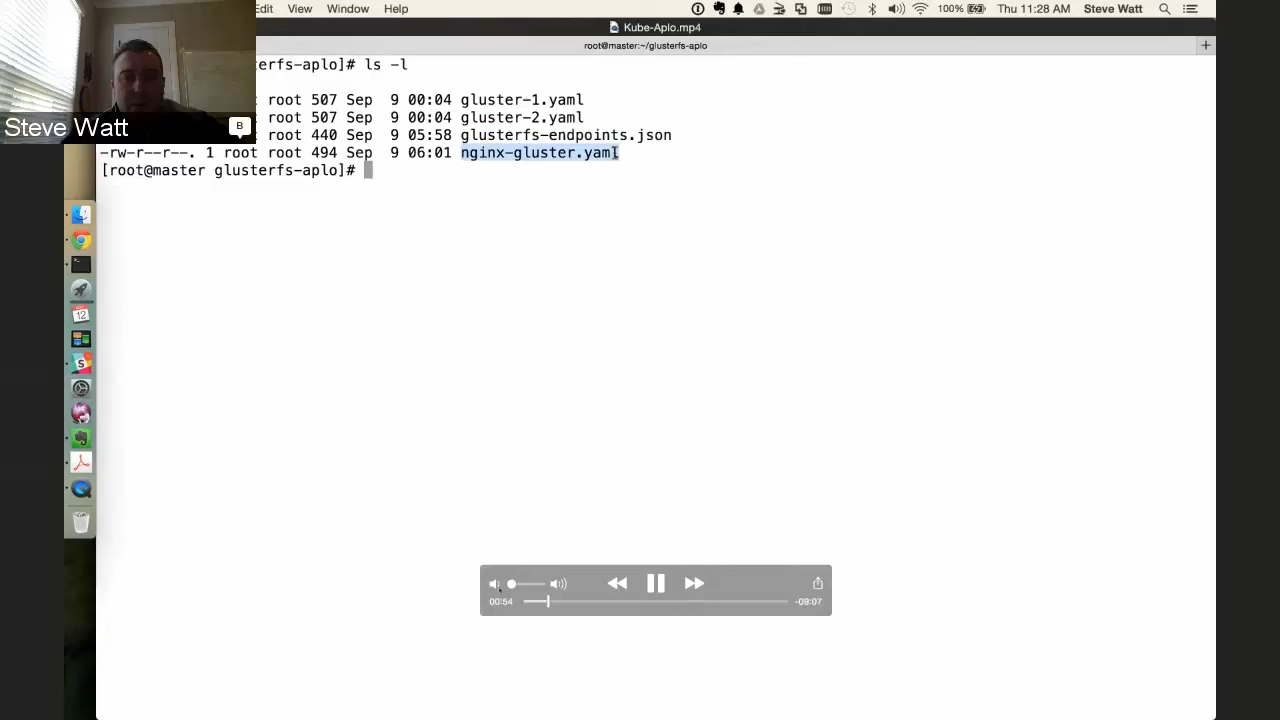 Edit View Window Help 100% Thu 11:28 AM Steve Watt
Kube-Aplo.mp4
root@master:~/glusterfs-aplo
erfs-aplo]# ls -l
root 507 Sep 9 00:04 gluster-1.yaml
root 507 Sep 9 00:04 gluster-2.yaml
root 440 Sep 9 05:58 glusterfs-endpoints.json
Steve Watt
B
-rw-r--r--. 1 root root 494 Sep 9 06:01 nginx-gluster.yaml
[root@master glusterfs-aplo]#
12
S
00:54 -09:07